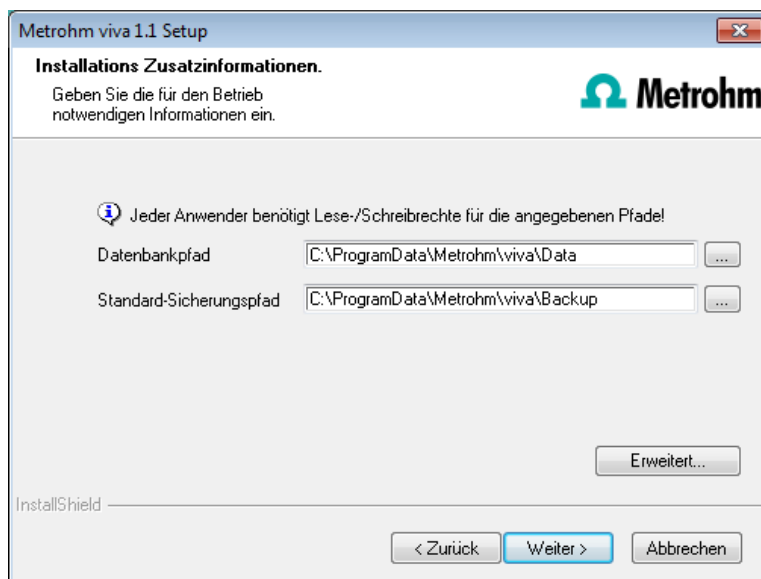 Metrohm viva 1.1 Setup
Installations Zusatzinformationen.
Geben Sie die für den Betrieb
notwendigen Informationen ein.
Metrohm
Jeder Anwender benötigt Lese-/Schreibrechte für die angegebenen Pfade!
Datenbankpfad C:\ProgramData\Metrohm\viva\Data ...
Standard-Sicherungspfad C:\ProgramData\Metrohm\viva\Backup ...
Erweitert...
InstallShield
< Zurück Weiter > Abbrechen